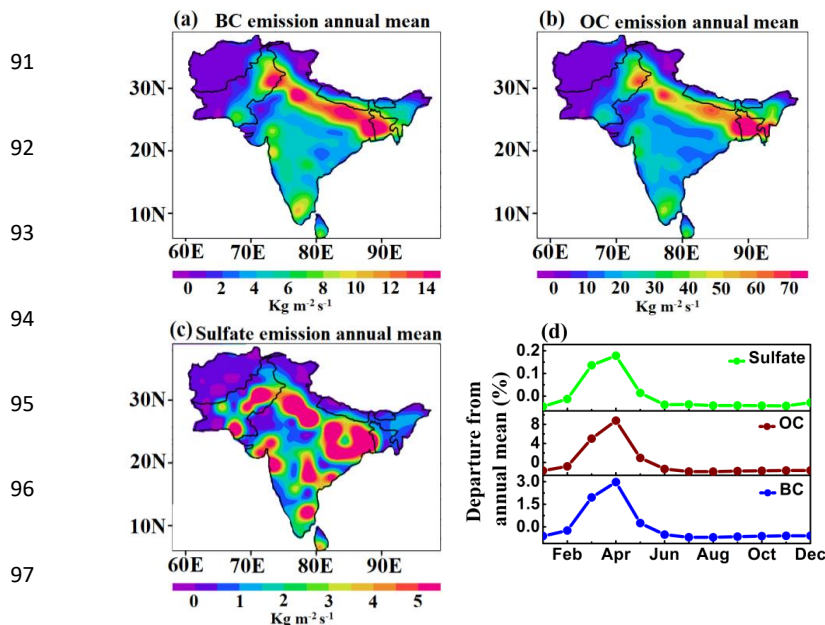 91
92
93
94
95
96
97
(a) BC emission annual mean
30N
20N
10N
60E 70E 80E 90E
0 2 4 6 8 10 12 14
Kg m-2 s-1
(b) OC emission annual mean
30N
20N
10N
60E 70E 80E 90E
0 10 20 30 40 50 60 70
Kg m-2 s-1
(c) Sulfate emission annual mean
30N
20N
10N
60E 70E 80E 90E
0 1 2 3 4 5
Kg m-2 s-1
(d)
Departure from
annual mean (%)
0.2
0.1
0.0
Sulfate
8
4
0
OC
3.0
1.5
0.0
BC
Feb Apr Jun Aug Oct Dec